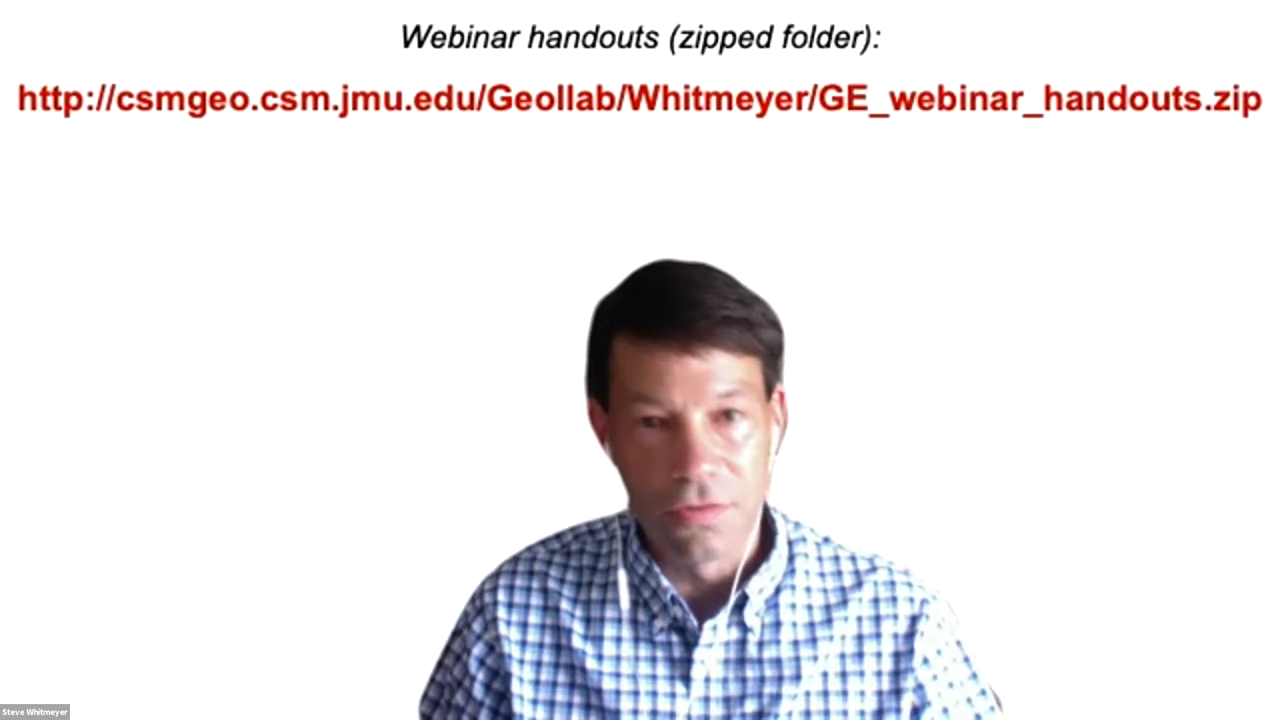 Webinar handouts (zipped folder):
http://csmgeo.csm.jmu.edu/Geollab/Whitmeyer/GE_webinar_handouts.zip
Steve Whitmeyer